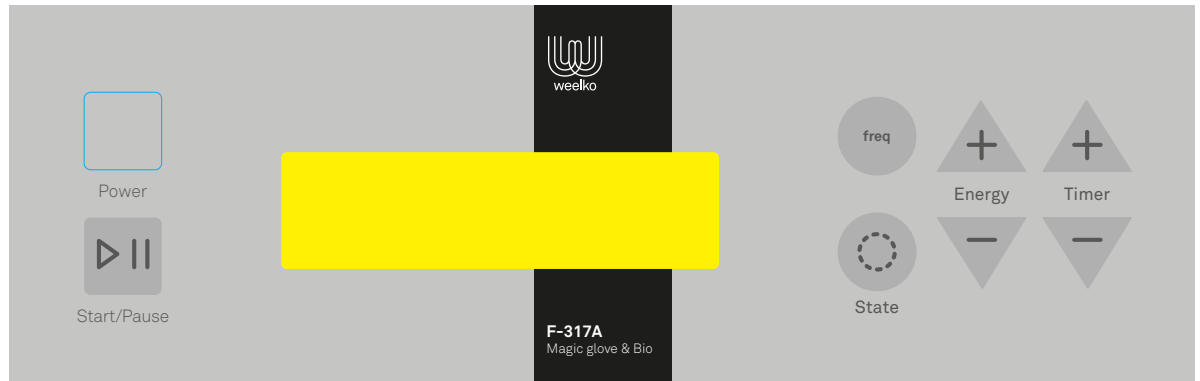 weelko
Power
Start/Pause
F-317A
Magic glove & Bio
freq
+ +
Energy Timer
- -
State